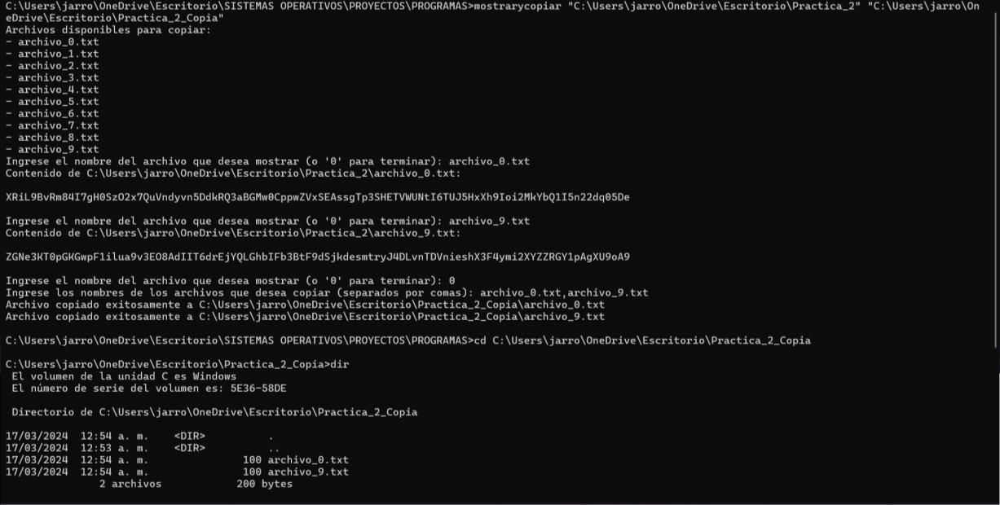 C:\Users\jarro\OneDrive\Escritorio\SISTEMAS OPERATIVOS\PROYECTOS\PROGRAMAS>mostrarycopiar "C:\Users\jarro\OneDrive\Escritorio\Practica_2" "C:\Users\jarro\On
eDrive\Escritorio\Practica_2_Copia"
Archivos disponibles para copiar:
- archivo_0.txt
- archivo_1.txt
- archivo_2.txt
- archivo_3.txt
- archivo_4.txt
- archivo_5.txt
- archivo_6.txt
- archivo_7.txt
- archivo_8.txt
- archivo_9.txt
Ingrese el nombre del archivo que desea mostrar (o '0' para terminar): archivo_0.txt
Contenido de C:\Users\jarro\OneDrive\Escritorio\Practica_2\archivo_0.txt:
XRiL9BvRm84I7gH0SzO2x7QuVndyvn5DdkRQ3aBGMw0CppwZVxSEAssgTp3SHETVWUNtI6TUJ5HxXh9Ioi2MkYbQ1I5n22dq05De
Ingrese el nombre del archivo que desea mostrar (o '0' para terminar): archivo_9.txt
Contenido de C:\Users\jarro\OneDrive\Escritorio\Practica_2\archivo_9.txt:
ZGNe3KT0pGKGwpF1ilua9v3EO8AdIIT6drEjYQLGhbIFb3BtF9dSjkdesmtryJ4DLvnTDVnieshX3F4ymi2XYZZRGY1pAgXU9oA9
Ingrese el nombre del archivo que desea mostrar (o '0' para terminar): 0
Ingrese los nombres de los archivos que desea copiar (separados por comas): archivo_0.txt,archivo_9.txt
Archivo copiado exitosamente a C:\Users\jarro\OneDrive\Escritorio\Practica_2_Copia\archivo_0.txt
Archivo copiado exitosamente a C:\Users\jarro\OneDrive\Escritorio\Practica_2_Copia\archivo_9.txt
C:\Users\jarro\OneDrive\Escritorio\SISTEMAS OPERATIVOS\PROYECTOS\PROGRAMAS>cd C:\Users\jarro\OneDrive\Escritorio\Practica_2_Copia
C:\Users\jarro\OneDrive\Escritorio\Practica_2_Copia>dir
El volumen de la unidad C es Windows
El número de serie del volumen es: 5E36-58DE
Directorio de C:\Users\jarro\OneDrive\Escritorio\Practica_2_Copia
17/03/2024  12:54 a. m.    <DIR>          .
17/03/2024  12:53 a. m.    <DIR>          ..
17/03/2024  12:54 a. m.               100 archivo_0.txt
17/03/2024  12:54 a. m.               100 archivo_9.txt
2 archivos            200 bytes